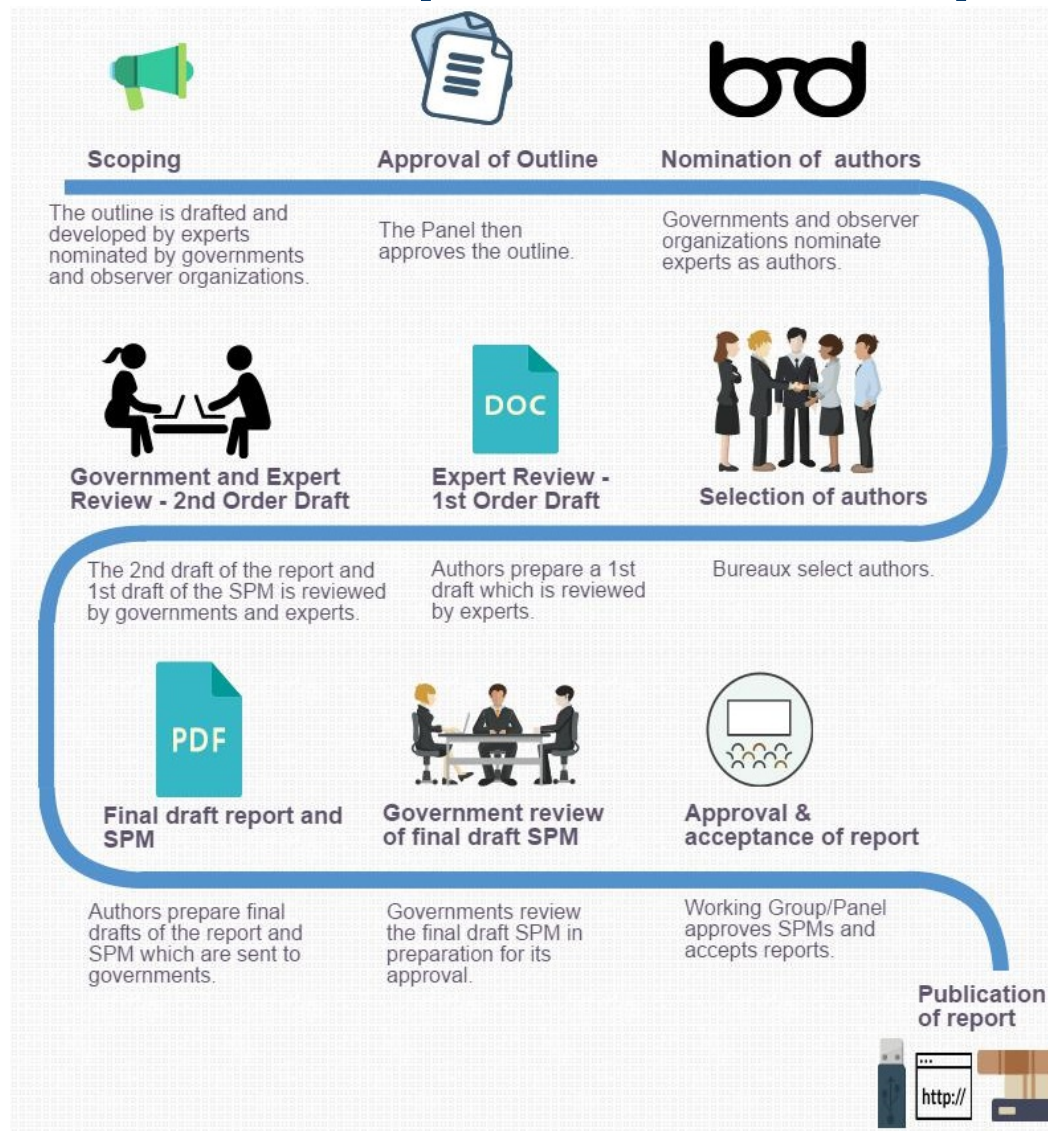 Scoping
Approval of Outline
Nomination of authors
The outline is drafted and
developed by experts
nominated by governments
and observer organizations.
The Panel then
approves the outline.
Governments and observer
organizations nominate
experts as authors.
DOC
Selection of authors
Expert Review -
1st Order Draft
Government and Expert
Review - 2nd Order Draft
Bureaux select authors.
Authors prepare a 1st
draft which is reviewed
by experts.
The 2nd draft of the report and
1st draft of the SPM is reviewed
by governments and experts.
PDF
Final draft report and
SPM
Government review
of final draft SPM
Approval &
acceptance of report
Authors prepare final
drafts of the report and
SPM which are sent to
governments.
Governments review
the final draft SPM in
preparation for its
approval.
Working Group/Panel
approves SPMs and
accepts reports.
Publication
of report
http://